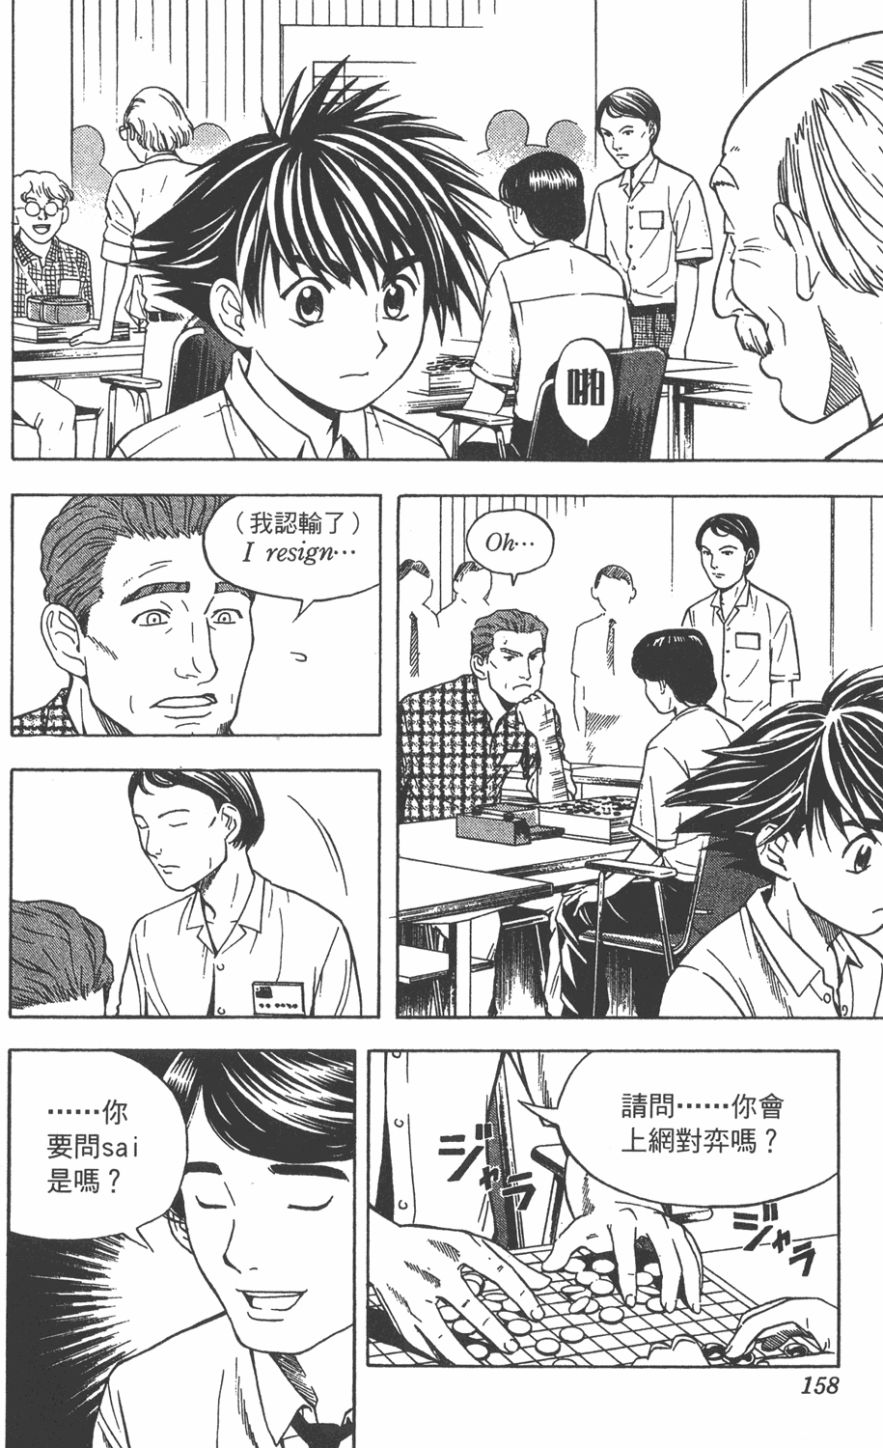 啪
Oh…
（我認輸了）
I resign…
請問……你會
上網對弈嗎？
ジャラ
ジャラ
……你
要問sai
是嗎？
158